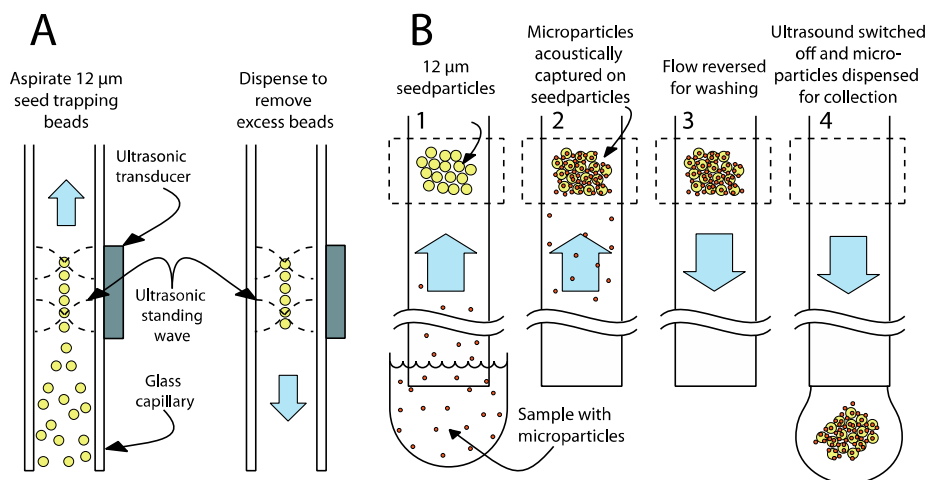 A
Aspirate 12 µm
seed trapping
beads
Dispense to
remove
excess beads
Ultrasonic
transducer
Ultrasonic
standing
wave
Glass
capillary
B
12 µm
seedparticles
Microparticles
acoustically
captured on
seedparticles
Flow reversed
for washing
Ultrasound switched
off and micro-
particles dispensed
for collection
1
2
3
4
Sample with
microparticles